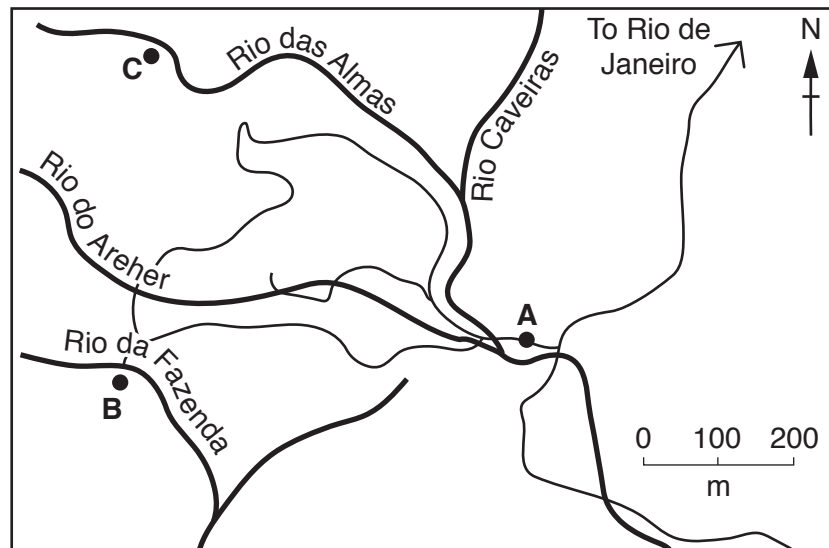 To Rio de
Janeiro
N
C
Rio das Almas
Rio Caveiras
Rio do Areher
A
Rio da Fazenda
B
0 100 200
m